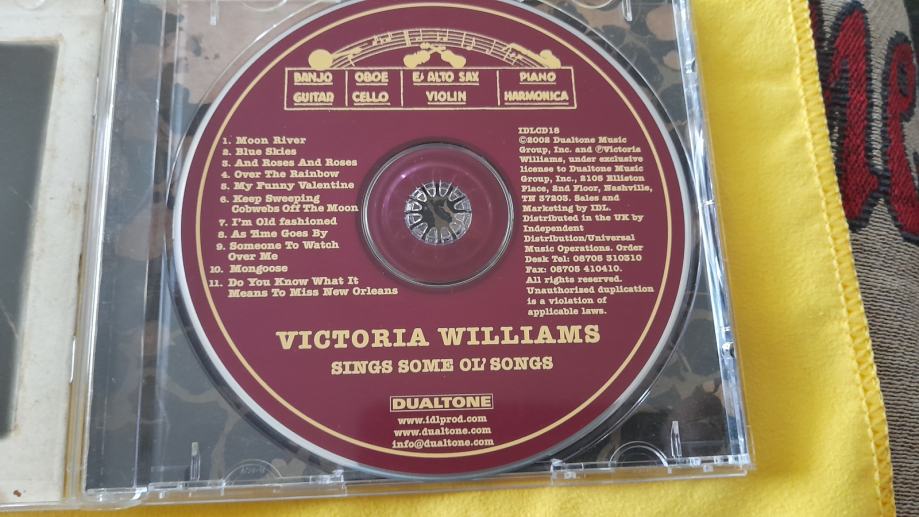 BANJO OBOE E♭ ALTO SAX PIANO
GUITAR CELLO VIOLIN HARMONICA
1. Moon River
2. Blue Skies
3. And Roses And Roses
4. Over The Rainbow
5. My Funny Valentine
6. Keep Sweeping
Cobwebs Off The Moon
7. I'm Old fashioned
8. As Time Goes By
9. Someone To Watch
Over Me
10. Mongoose
11. Do You Know What It
Means To Miss New Orleans
IDLCD18
©2002 Dualtone Music
Group, Inc. and ℗Victoria
Williams, under exclusive
license to Dualtone Music
Group, Inc., 2105 Elliston
Place, 2nd Floor, Nashville,
TN 37203. Sales and
Marketing by IDL.
Distributed in the UK by
Independent
Distribution/Universal
Music Operations. Order
Desk Tel: 08705 310310
Fax: 08705 410410.
All rights reserved.
Unauthorized duplication
is a violation of
applicable laws.
VICTORIA WILLIAMS
SINGS SOME OL' SONGS
DUALTONE
www.idlprod.com
www.dualtone.com
info@dualtone.com